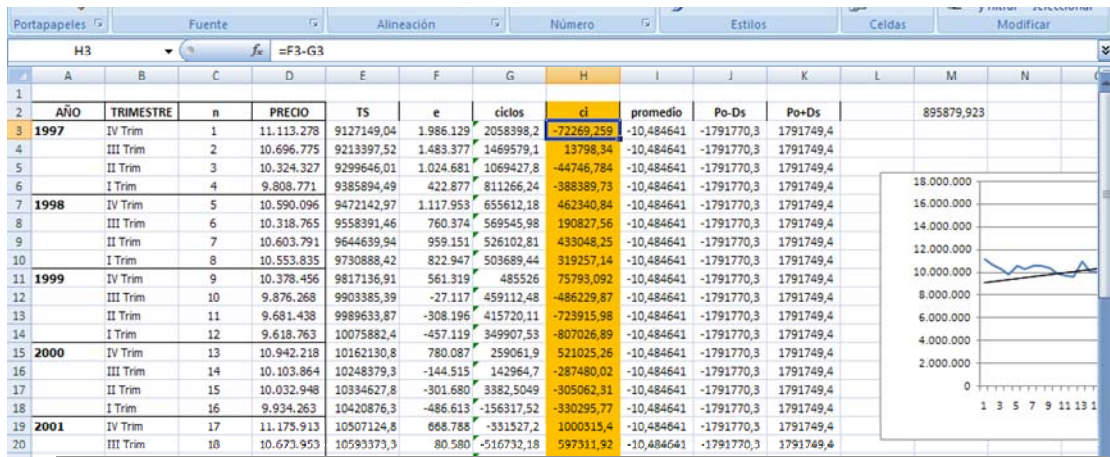 Portapapeles Fuente Alineación Número Estilos Celdas Modificar
H3 fx =F3-G3
A B C D E F G H I J K L M N
1
2 AÑO TRIMESTRE n PRECIO TS e ciclos ci promedio Po-Ds Po+Ds 895879,923
3 1997 IV Trim 1 11.113.278 9127149,04 1.986.129 2058398,2 -72269,259 -10,484641 -1791770,3 1791749,4
4 III Trim 2 10.696.775 9213397,52 1.483.377 1469579,1 13798,34 -10,484641 -1791770,3 1791749,4
5 II Trim 3 10.324.327 9299646,01 1.024.681 1069427,8 -44746,784 -10,484641 -1791770,3 1791749,4
6 I Trim 4 9.808.771 9385894,49 422.877 811266,24 -388389,73 -10,484641 -1791770,3 1791749,4
7 1998 IV Trim 5 10.590.096 9472142,97 1.117.953 655612,18 462340,84 -10,484641 -1791770,3 1791749,4
8 III Trim 6 10.318.765 9558391,46 760.374 569545,98 190827,56 -10,484641 -1791770,3 1791749,4
9 II Trim 7 10.603.791 9644639,94 959.151 526102,81 433048,25 -10,484641 -1791770,3 1791749,4
10 I Trim 8 10.553.835 9730888,42 822.947 503689,44 319257,14 -10,484641 -1791770,3 1791749,4
11 1999 IV Trim 9 10.378.456 9817136,91 561.319 485526 75793,092 -10,484641 -1791770,3 1791749,4
12 III Trim 10 9.876.268 9903385,39 -27.117 459112,48 -486229,87 -10,484641 -1791770,3 1791749,4
13 II Trim 11 9.681.438 9989633,87 -308.196 415720,11 -723915,98 -10,484641 -1791770,3 1791749,4
14 I Trim 12 9.618.763 10075882,4 -457.119 349907,53 -807026,89 -10,484641 -1791770,3 1791749,4
15 2000 IV Trim 13 10.942.218 10162130,8 780.087 259061,9 521025,26 -10,484641 -1791770,3 1791749,4
16 III Trim 14 10.103.864 10248379,3 -144.515 142964,7 -287480,02 -10,484641 -1791770,3 1791749,4
17 II Trim 15 10.032.948 10334627,8 -301.680 3382,5049 -305062,31 -10,484641 -1791770,3 1791749,4
18 I Trim 16 9.934.263 10420876,3 -486.613 -156317,52 -330295,77 -10,484641 -1791770,3 1791749,4
19 2001 IV Trim 17 11.175.913 10507124,8 668.788 -331527,2 1000315,4 -10,484641 -1791770,3 1791749,4
20 III Trim 18 10.673.953 10593373,3 80.580 -516732,18 597311,92 -10,484641 -1791770,3 1791749,4
18.000.000
16.000.000
14.000.000
12.000.000
10.000.000
8.000.000
6.000.000
4.000.000
2.000.000
0
1 3 5 7 9 11 13